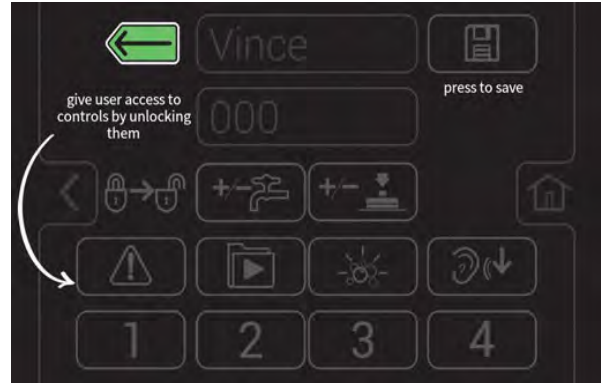 Vince
press to save
give user access to
controls by unlocking
them
000
+/-
+/-
1
2
3
4